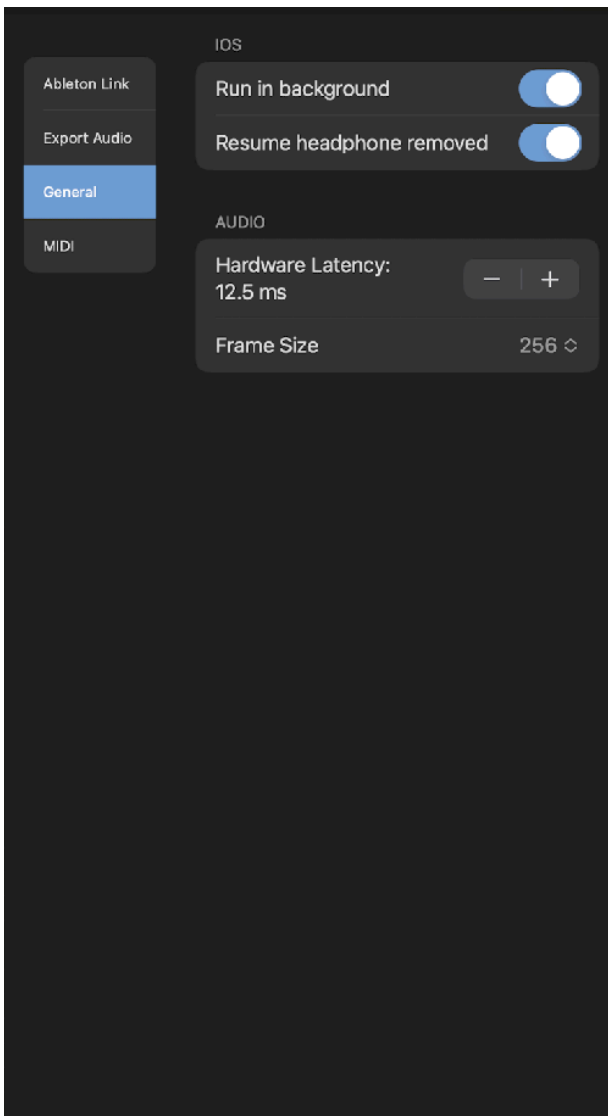 Ableton Link
Export Audio
General
MIDI
IOS
Run in background
Resume headphone removed
AUDIO
Hardware Latency:
12.5 ms
− +
Frame Size 256